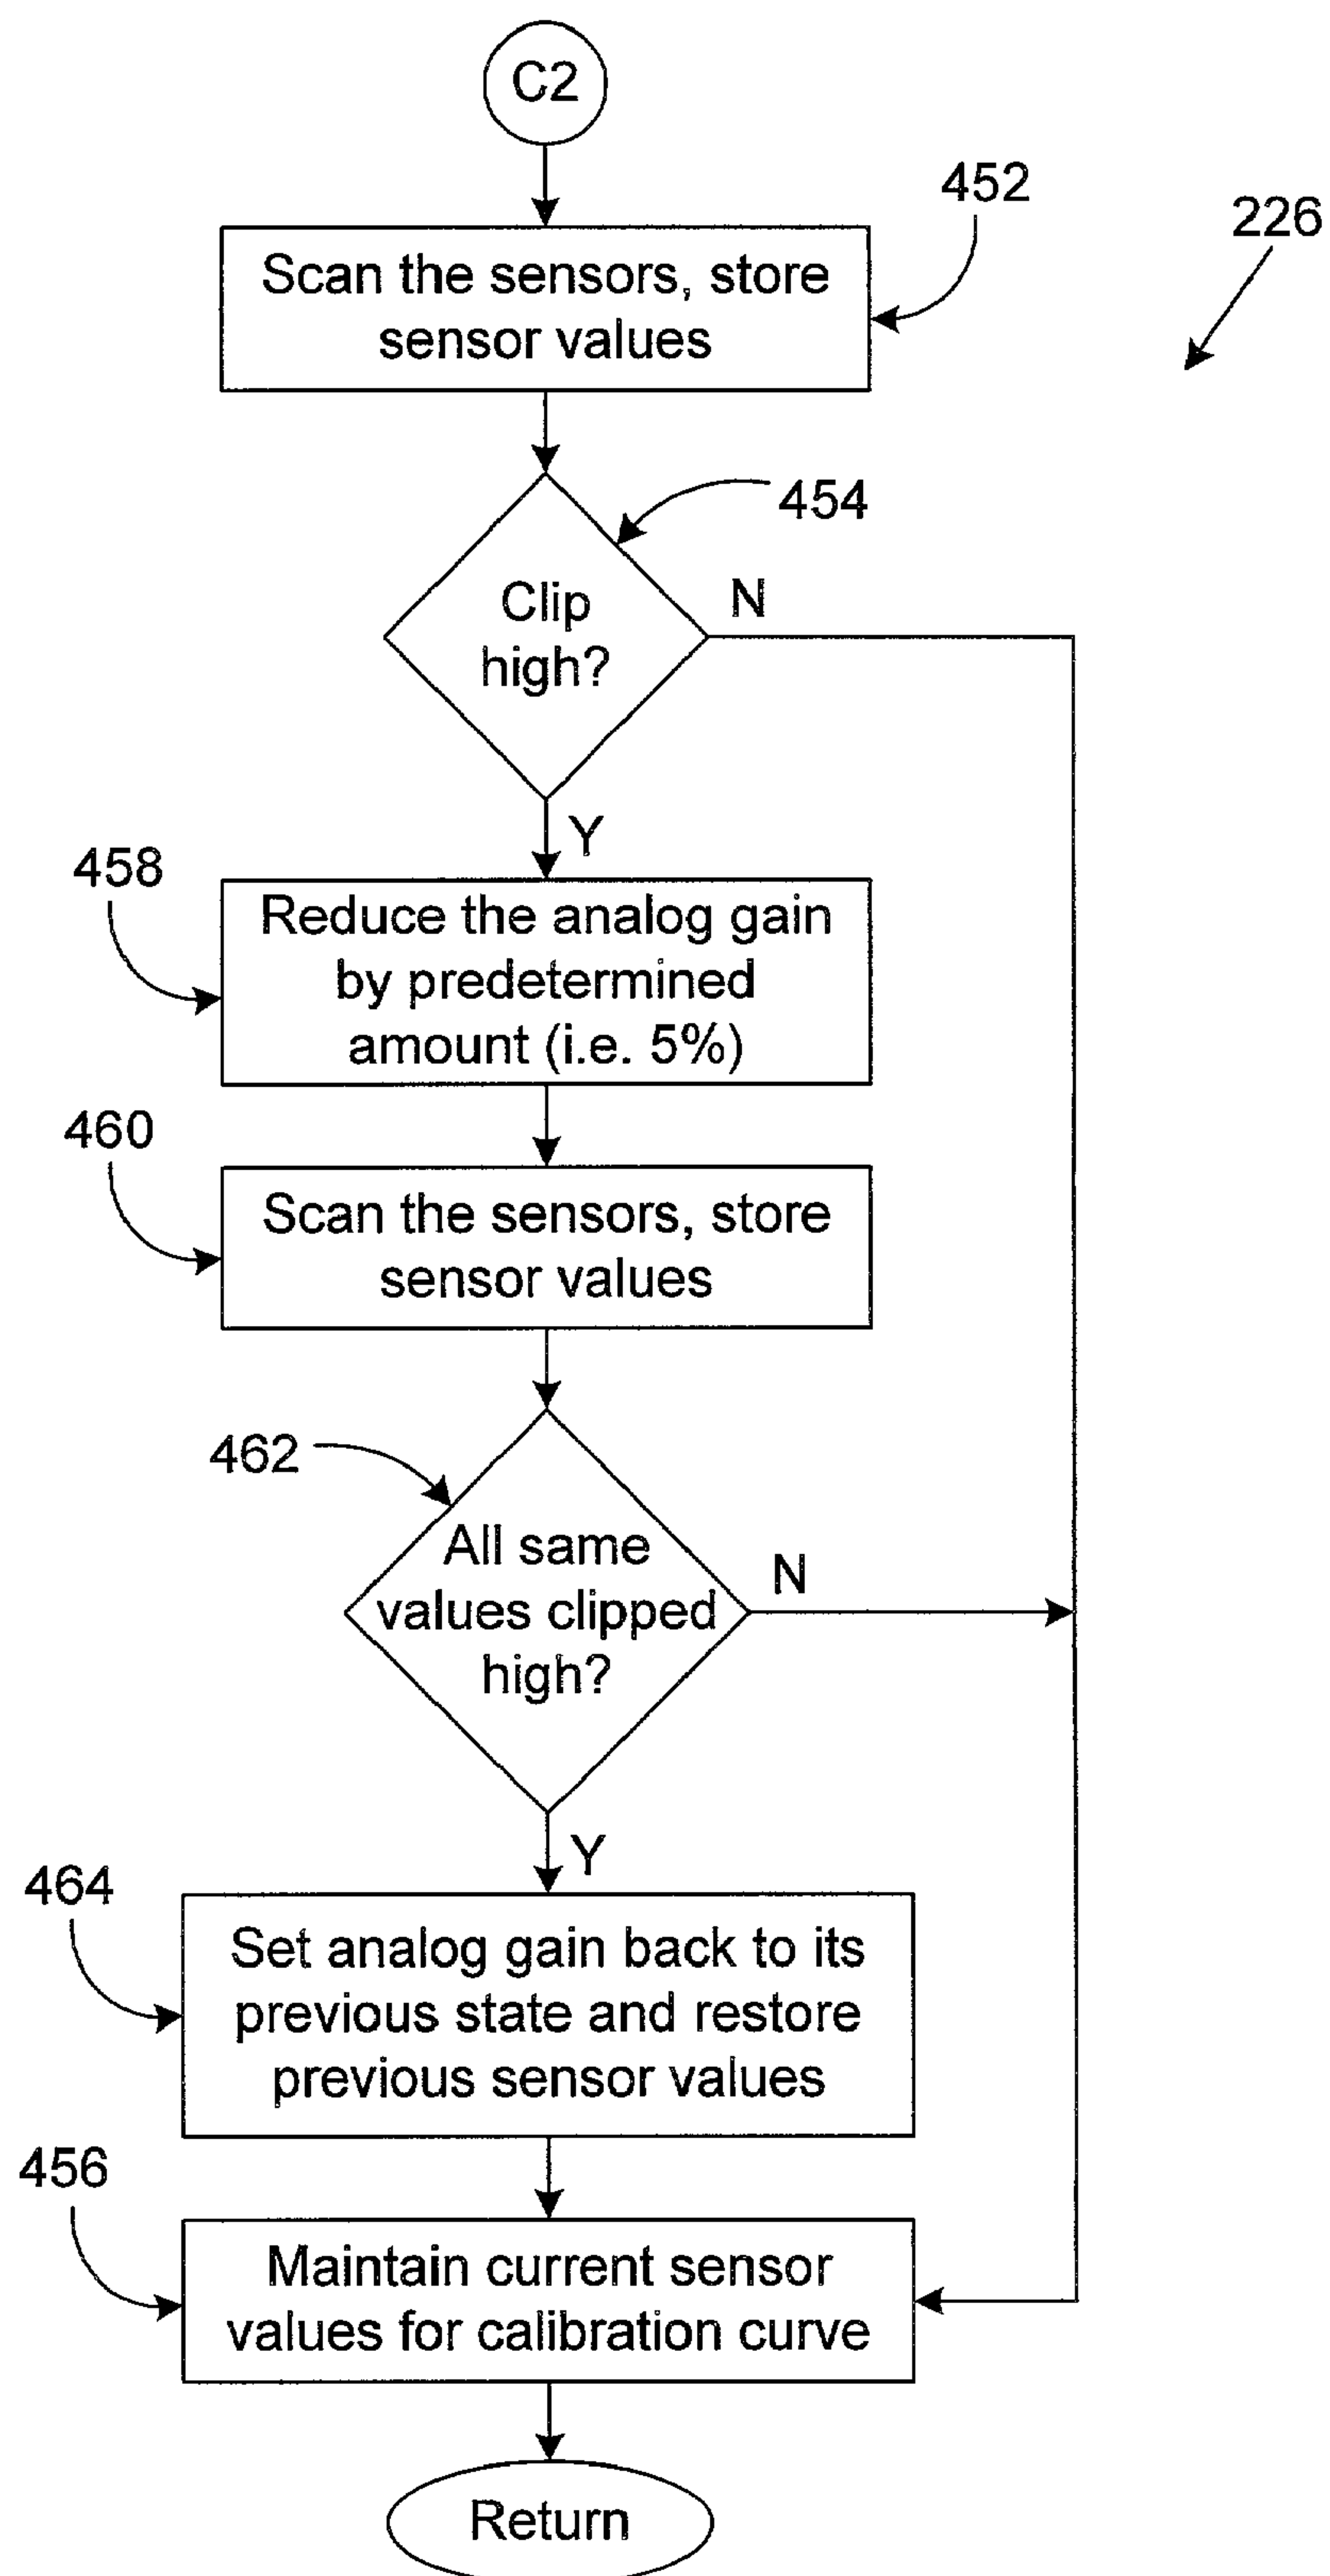 C2
452
226
Scan the sensors, store
sensor values
454
Clip
high?
N
Y
458
Reduce the analog gain
by predetermined
amount (i.e. 5%)
460
Scan the sensors, store
sensor values
462
All same
values clipped
high?
N
Y
464
Set analog gain back to its
previous state and restore
previous sensor values
456
Maintain current sensor
values for calibration curve
Return